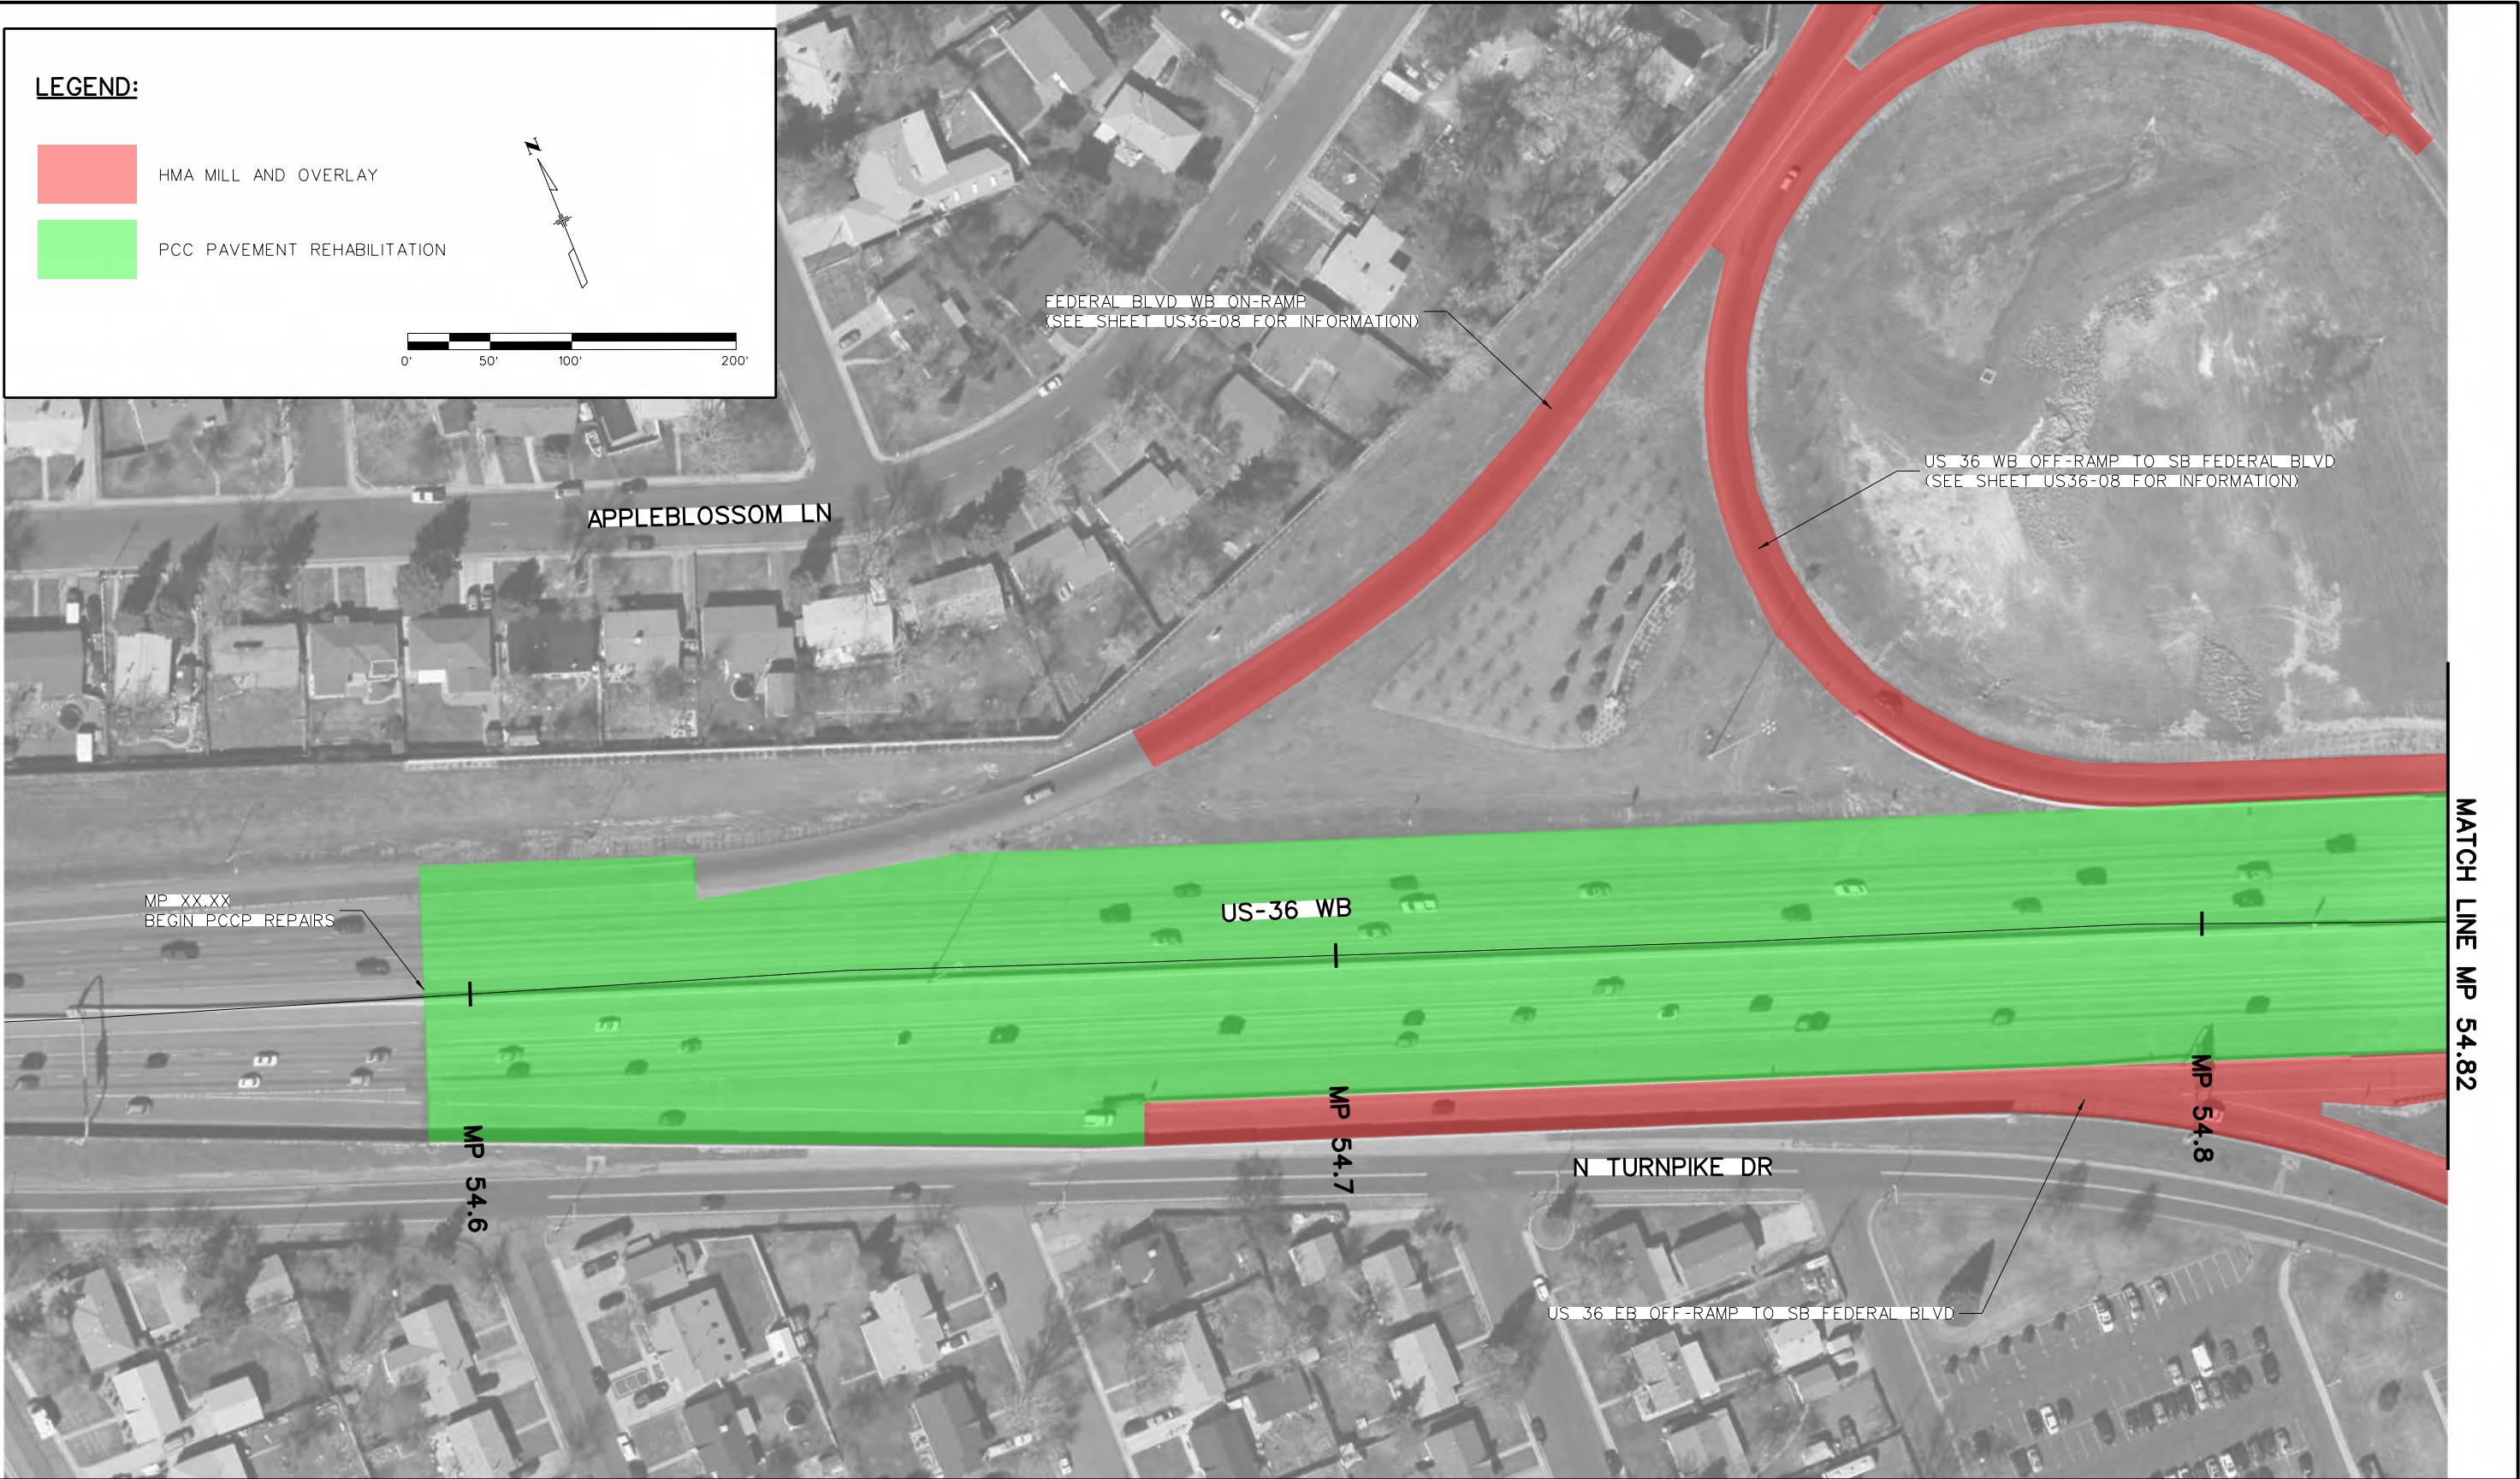 LEGEND:
HMA MILL AND OVERLAY
PCC PAVEMENT REHABILITATION
N
0' 50' 100' 200'
FEDERAL BLVD WB ON-RAMP
(SEE SHEET US36-08 FOR INFORMATION)
US 36 WB OFF-RAMP TO SB FEDERAL BLVD
(SEE SHEET US36-08 FOR INFORMATION)
APPLEBLOSSOM LN
MP XX.XX
BEGIN PCCP REPAIRS
US-36 WB
MATCH LINE MP 54.82
MP 54.6
MP 54.7
MP 54.8
N TURNPIKE DR
US 36 EB OFF-RAMP TO SB FEDERAL BLVD